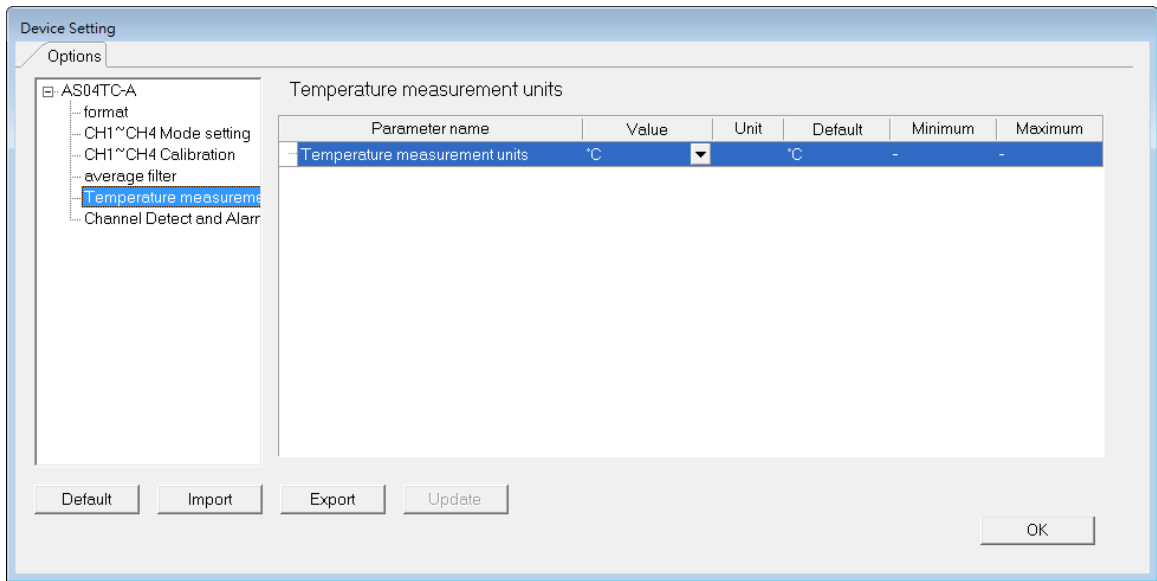 Device Setting
Options
AS04TC-A
format
CH1~CH4 Mode setting
CH1~CH4 Calibration
average filter
Temperature measureme
Channel Detect and Alarr
Temperature measurement units
Parameter name Value Unit Default Minimum Maximum
Temperature measurement units °C °C - -
Default Import Export Update
OK